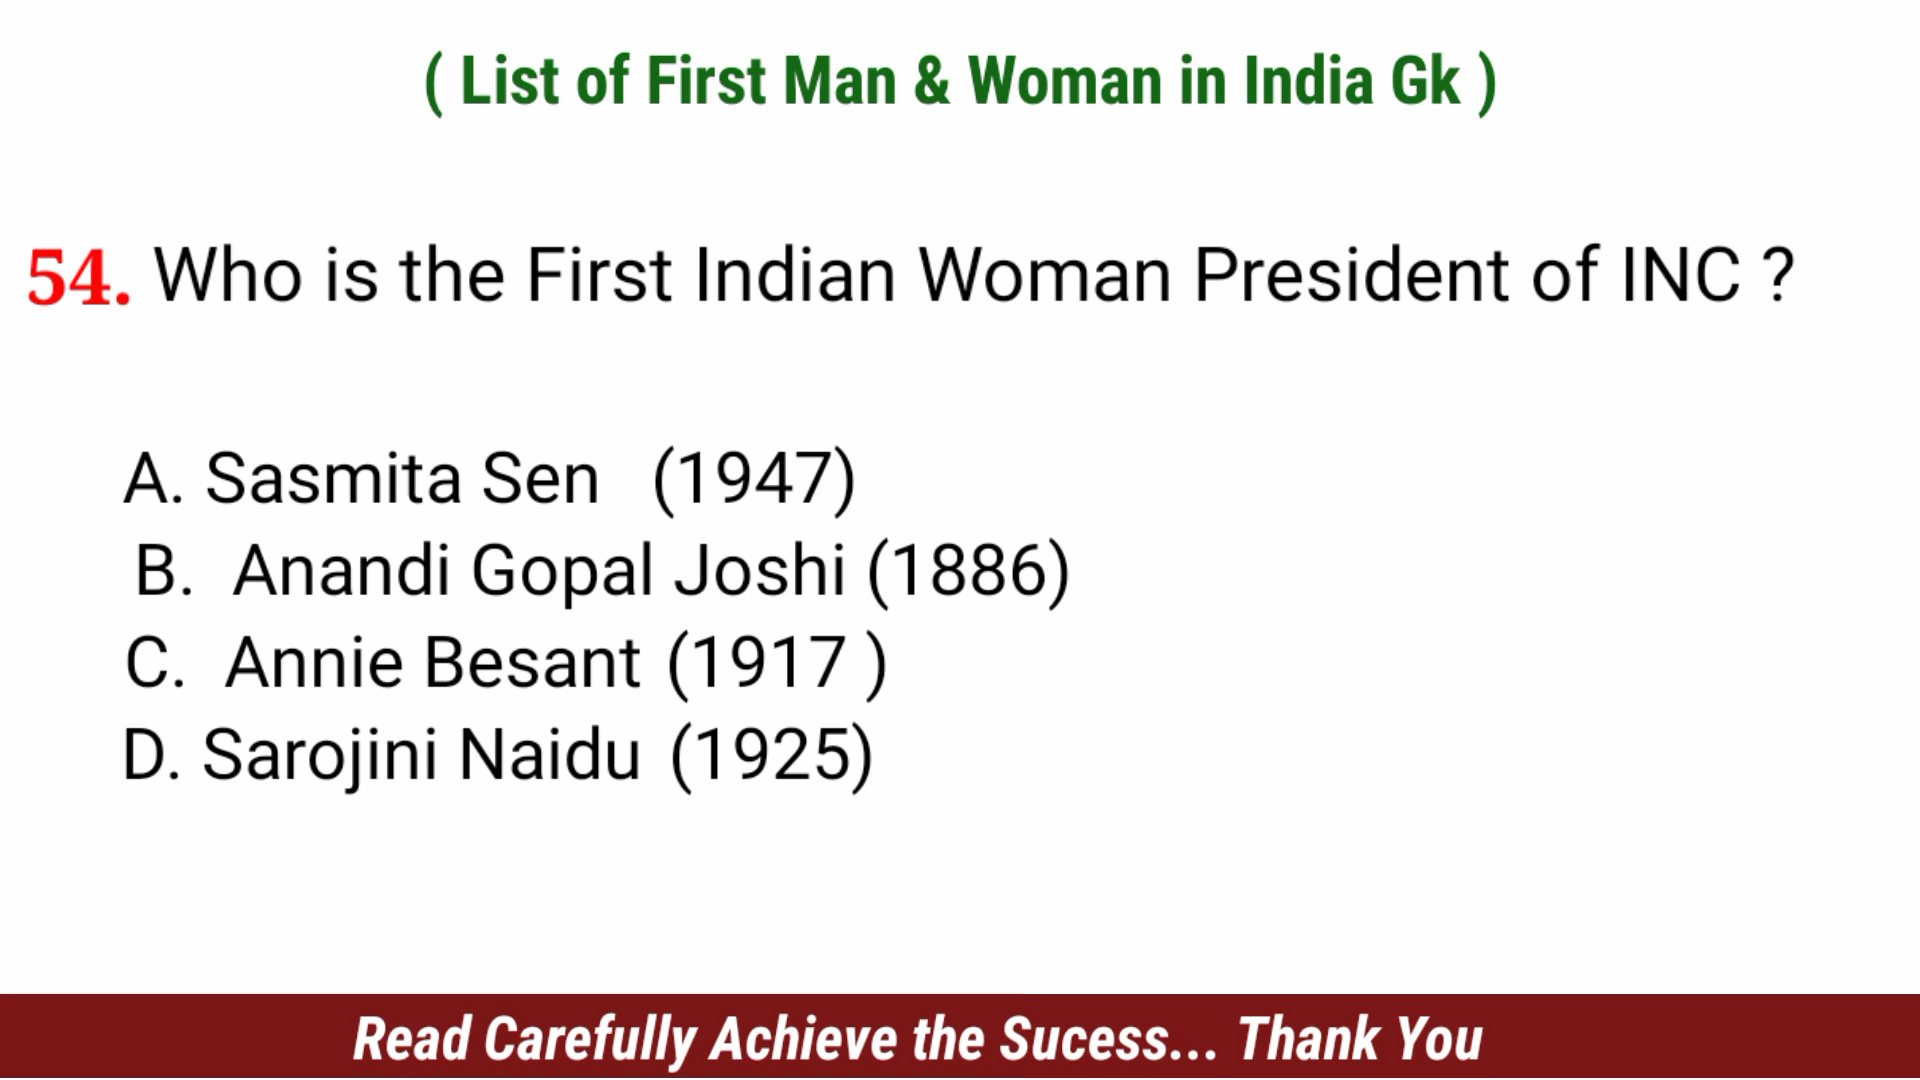 ( List of First Man & Woman in India Gk )
54. Who is the First Indian Woman President of INC ?
A. Sasmita Sen (1947)
B. Anandi Gopal Joshi (1886)
C. Annie Besant (1917 )
D. Sarojini Naidu (1925)
Read Carefully Achieve the Sucess... Thank You